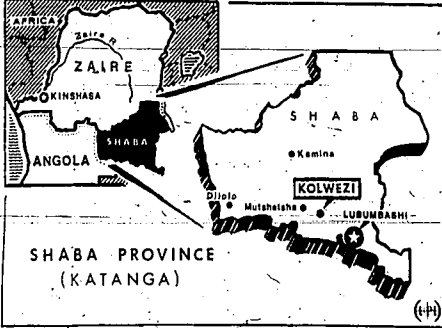 AFRICA
Zaire R.
ZAIRE
KINSHASA
SHABA
ANGOLA
SHABA
Kamina
KOLWEZI
Dilolo
Mutshatsha
LUBUMBASHI
SHABA PROVINCE
(KATANGA)
(UPI)